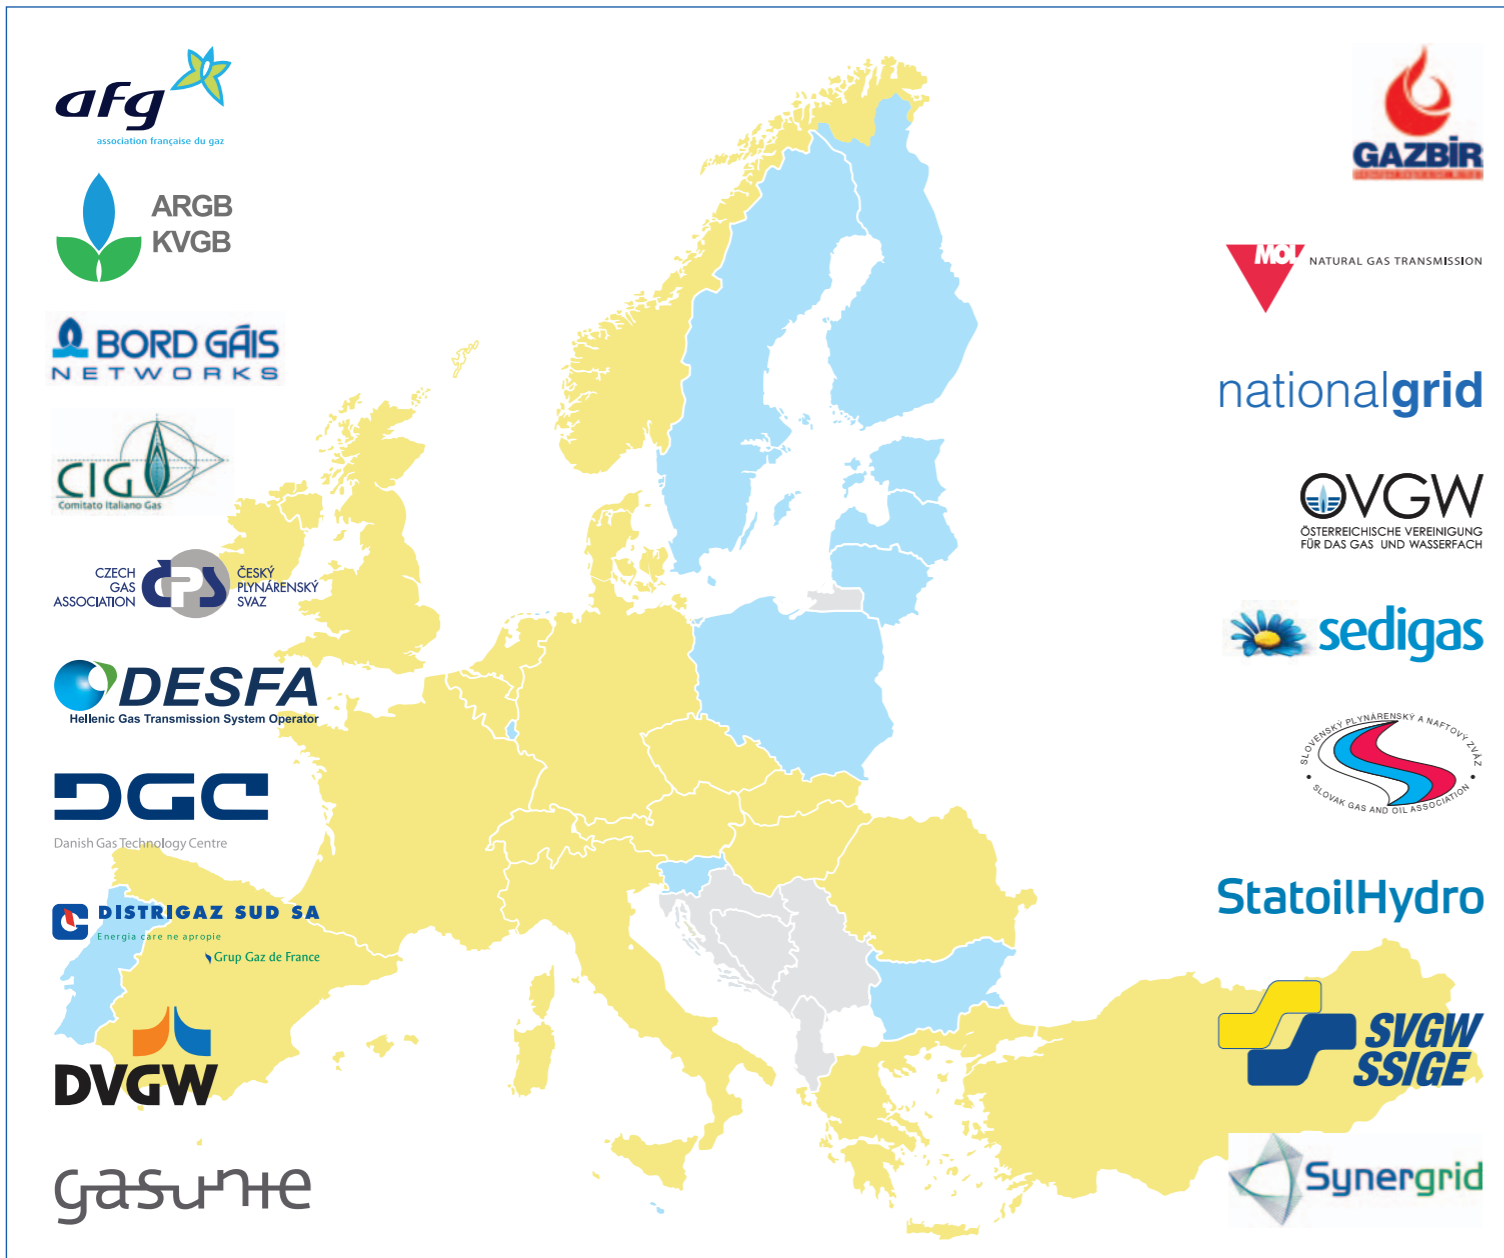 afg
association française du gaz
ARGB
KVGB
BORD GÁIS
NETWORKS
CIG
Comitato Italiano Gas
CZECH
GAS
ASSOCIATION
ČPS
ČESKÝ
PLYNÁRENSKÝ
SVAZ
DESFA
Hellenic Gas Transmission System Operator
DGC
Danish Gas Technology Centre
DISTRIGAZ SUD SA
Energia care ne apropie
Grup Gaz de France
DVGW
gasunie
GAZBİR
MOL NATURAL GAS TRANSMISSION
nationalgrid
OVGW
ÖSTERREICHISCHE VEREINIGUNG
FÜR DAS GAS UND WASSERFACH
sedigas
SLOVENSKÝ PLYNÁRENSKÝ A NAFTOVÝ ZVÄZ
SLOVAK GAS AND OIL ASSOCIATION
StatoilHydro
SVGW
SSIGE
Synergrid